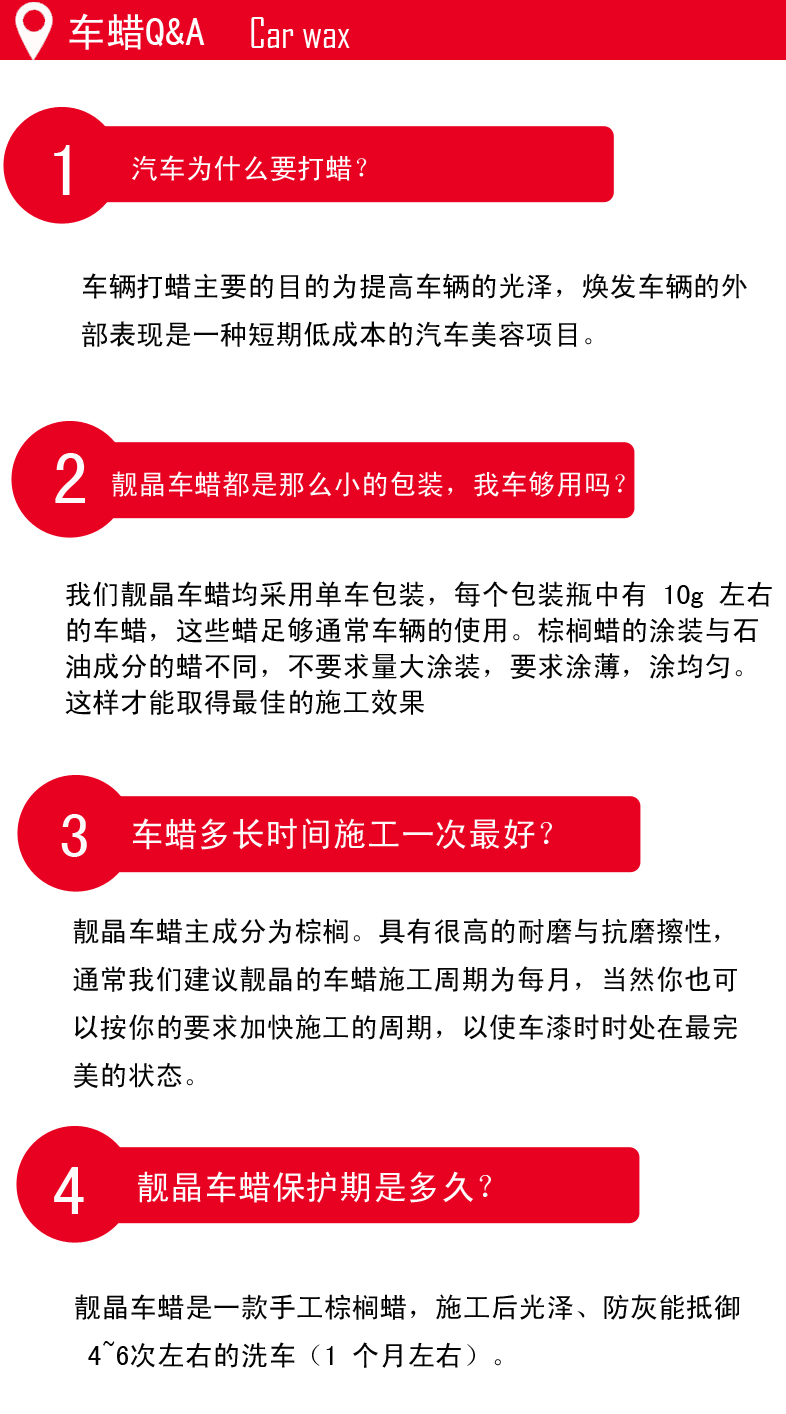 车蜡Q&A Car wax
1 汽车为什么要打蜡？
车辆打蜡主要的目的为提高车辆的光泽，焕发车辆的外
部表现是一种短期低成本的汽车美容项目。
2 靓晶车蜡都是那么小的包装，我车够用吗？
我们靓晶车蜡均采用单车包装，每个包装瓶中有 10g 左右
的车蜡，这些蜡足够通常车辆的使用。棕榈蜡的涂装与石
油成分的蜡不同，不要求量大涂装，要求涂薄，涂均匀。
这样才能取得最佳的施工效果
3 车蜡多长时间施工一次最好？
靓晶车蜡主成分为棕榈。具有很高的耐磨与抗磨擦性，
通常我们建议靓晶的车蜡施工周期为每月，当然你也可
以按你的要求加快施工的周期，以使车漆时时处在最完
美的状态。
4 靓晶车蜡保护期是多久？
靓晶车蜡是一款手工棕榈蜡，施工后光泽、防灰能抵御
4~6次左右的洗车（1 个月左右）。